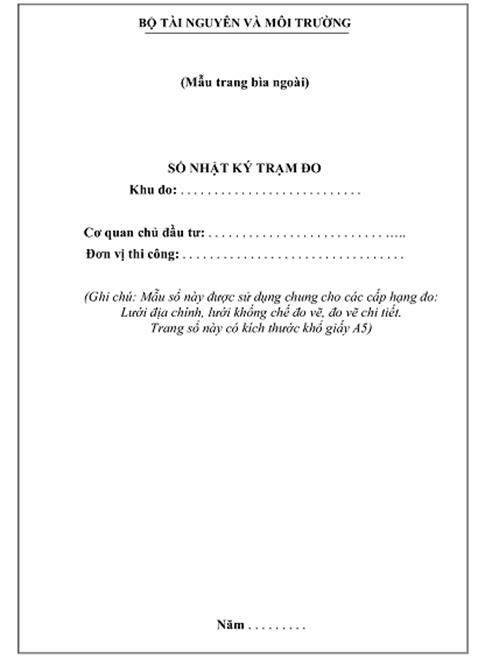 BỘ TÀI NGUYÊN VÀ MÔI TRƯỜNG
(Mẫu trang bìa ngoài)
SỔ NHẬT KÝ TRẠM ĐO
Khu đo: . . . . . . . . . . . . . . . . . . . . . . . . . . .
Cơ quan chủ đầu tư: . . . . . . . . . . . . . . . . . . . . . . . . . . …..
Đơn vị thi công: . . . . . . . . . . . . . . . . . . . . . . . . . . . . . . . . .
(Ghi chú: Mẫu sổ này được sử dụng chung cho các cấp hạng đo:
Lưới địa chính, lưới khống chế đo vẽ, đo vẽ chi tiết.
Trang sổ này có kích thước khổ giấy A5)
Năm . . . . . . . . .